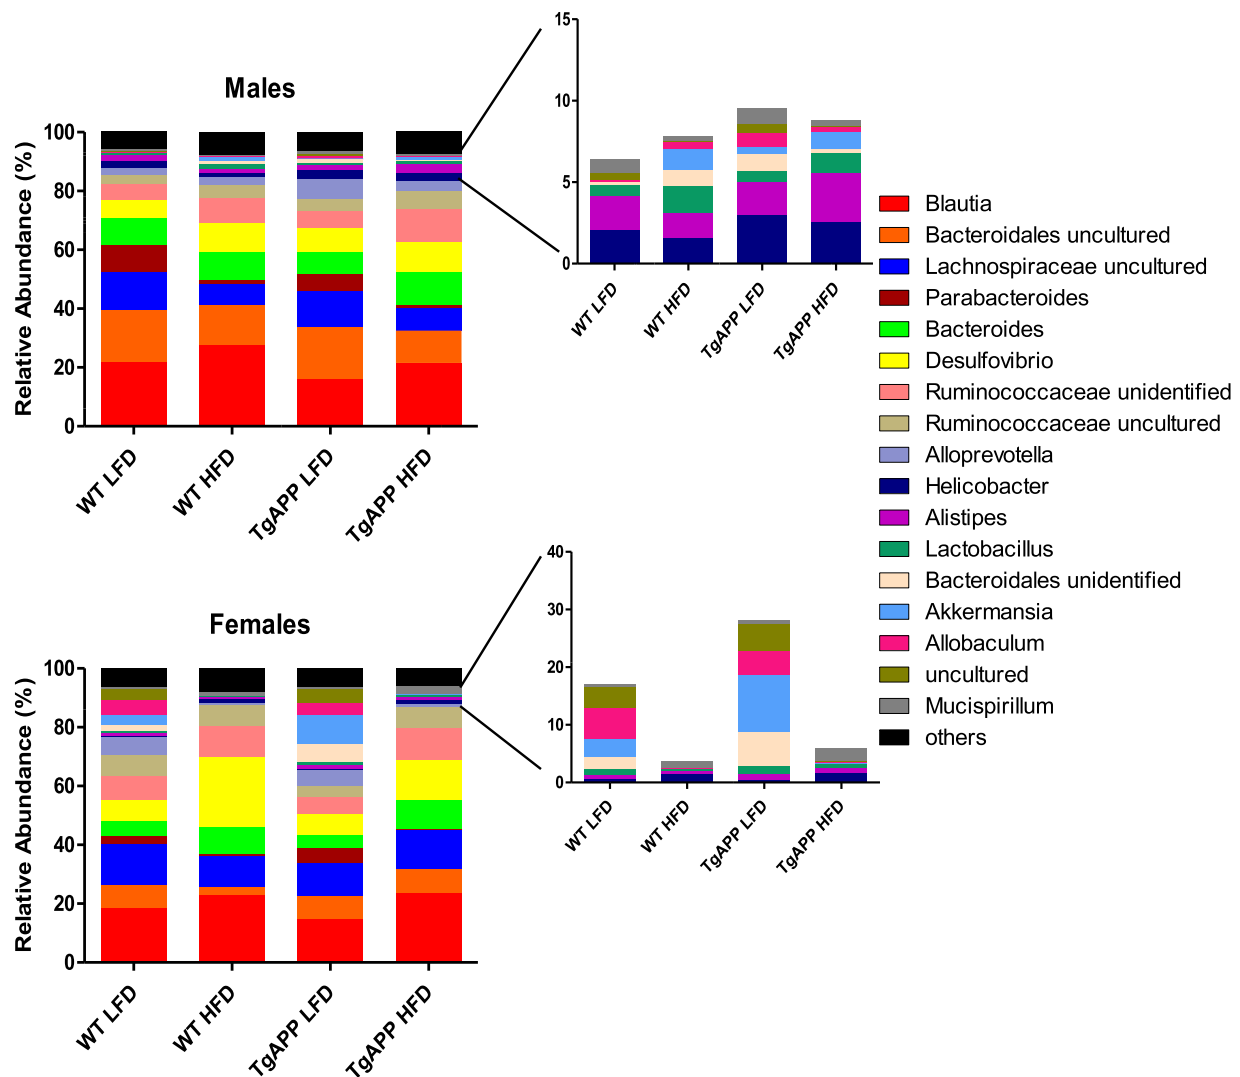 Males
Relative Abundance (%)
100
80
60
40
20
0
WT LFD
WT HFD
TgAPP LFD
TgAPP HFD
15
10
5
0
WT LFD
WT HFD
TgAPP LFD
TgAPP HFD
Females
Relative Abundance (%)
100
80
60
40
20
0
WT LFD
WT HFD
TgAPP LFD
TgAPP HFD
40
30
20
10
0
WT LFD
WT HFD
TgAPP LFD
TgAPP HFD
Blautia
Bacteroidales uncultured
Lachnospiraceae uncultured
Parabacteroides
Bacteroides
Desulfovibrio
Ruminococcaceae unidentified
Ruminococcaceae uncultured
Alloprevotella
Helicobacter
Alistipes
Lactobacillus
Bacteroidales unidentified
Akkermansia
Allobaculum
uncultured
Mucispirillum
others